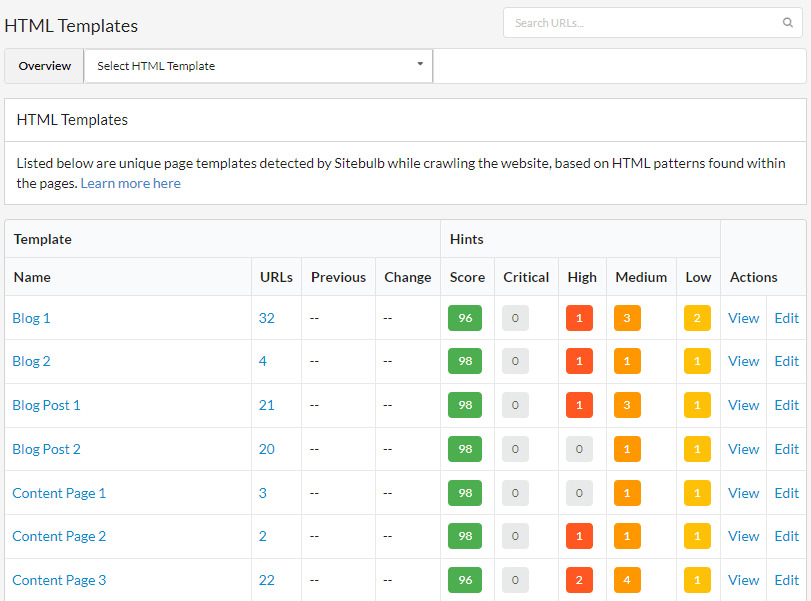 HTML Templates
Search URLs...
Overview
Select HTML Template
HTML Templates
Listed below are unique page templates detected by Sitebulb while crawling the website, based on HTML patterns found within
the pages. Learn more here
Template Hints
Name URLs Previous Change Score Critical High Medium Low Actions
Blog 1 32 -- -- 96 0 1 3 2 View Edit
Blog 2 4 -- -- 98 0 1 1 1 View Edit
Blog Post 1 21 -- -- 98 0 1 3 1 View Edit
Blog Post 2 20 -- -- 98 0 0 1 1 View Edit
Content Page 1 3 -- -- 98 0 0 1 1 View Edit
Content Page 2 2 -- -- 98 0 1 1 1 View Edit
Content Page 3 22 -- -- 96 0 2 4 1 View Edit